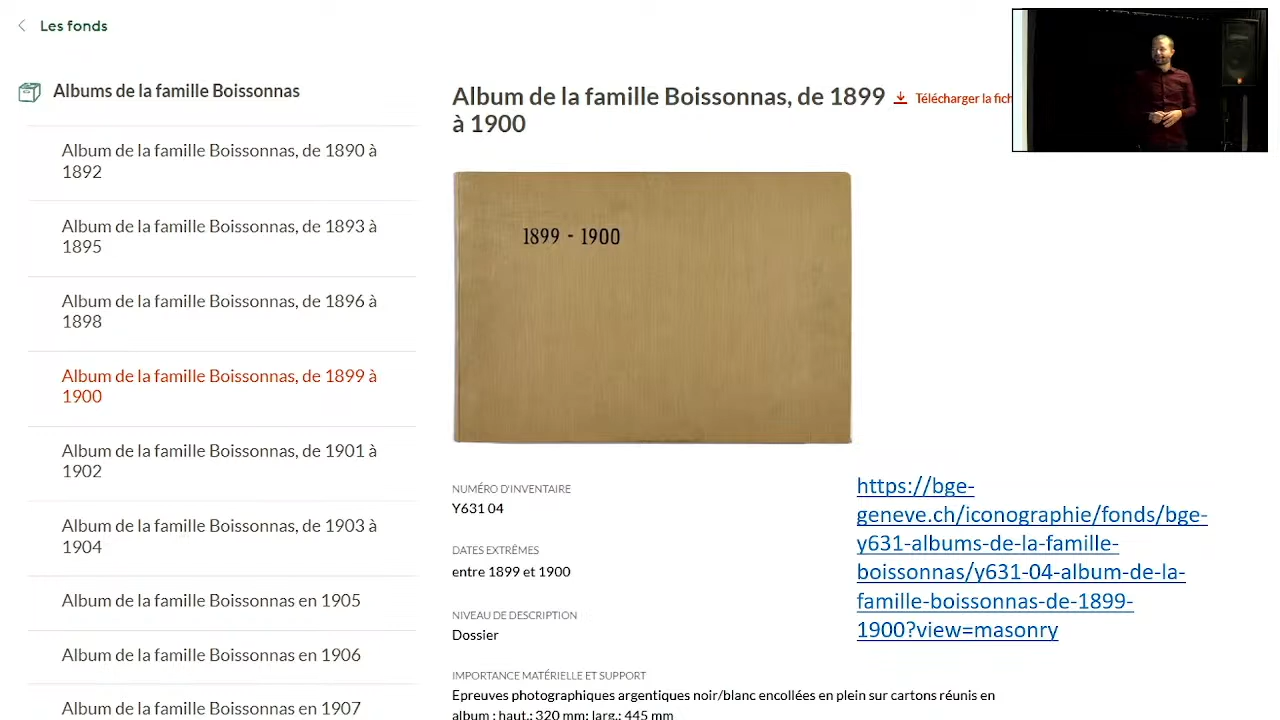 Les fonds
Albums de la famille Boissonnas
Album de la famille Boissonnas, de 1890 à
1892
Album de la famille Boissonnas, de 1893 à
1895
Album de la famille Boissonnas, de 1896 à
1898
Album de la famille Boissonnas, de 1899 à
1900
Album de la famille Boissonnas, de 1901 à
1902
Album de la famille Boissonnas, de 1903 à
1904
Album de la famille Boissonnas en 1905
Album de la famille Boissonnas en 1906
Album de la famille Boissonnas en 1907
Album de la famille Boissonnas, de 1899
à 1900
Télécharger la fich
1899 - 1900
NUMÉRO D'INVENTAIRE
Y631 04
DATES EXTRÊMES
entre 1899 et 1900
NIVEAU DE DESCRIPTION
Dossier
IMPORTANCE MATÉRIELLE ET SUPPORT
Epreuves photographiques argentiques noir/blanc encollées en plein sur cartons réunis en
album : haut.: 320 mm; larg.: 445 mm
https://bge-
geneve.ch/iconographie/fonds/bge-
y631-albums-de-la-famille-
boissonnas/y631-04-album-de-la-
famille-boissonnas-de-1899-
1900?view=masonry